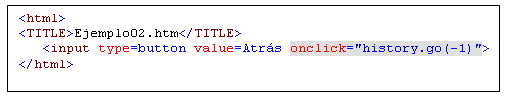 <html>
<TITLE>Ejemplo02.htm</TITLE>
<input type=button value=Atrás onclick="history.go(-1)">
</html>